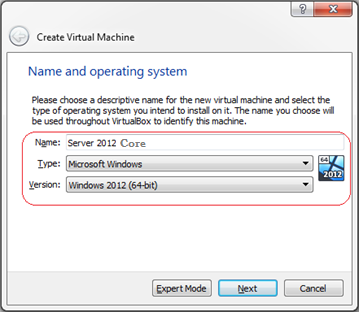 ?
Create Virtual Machine
Name and operating system
Please choose a descriptive name for the new virtual machine and select the
type of operating system you intend to install on it. The name you choose will
be used throughout VirtualBox to identify this machine.
Name: Server 2012 Core
Type: Microsoft Windows
64
2012
Version: Windows 2012 (64-bit)
Expert Mode Next Cancel